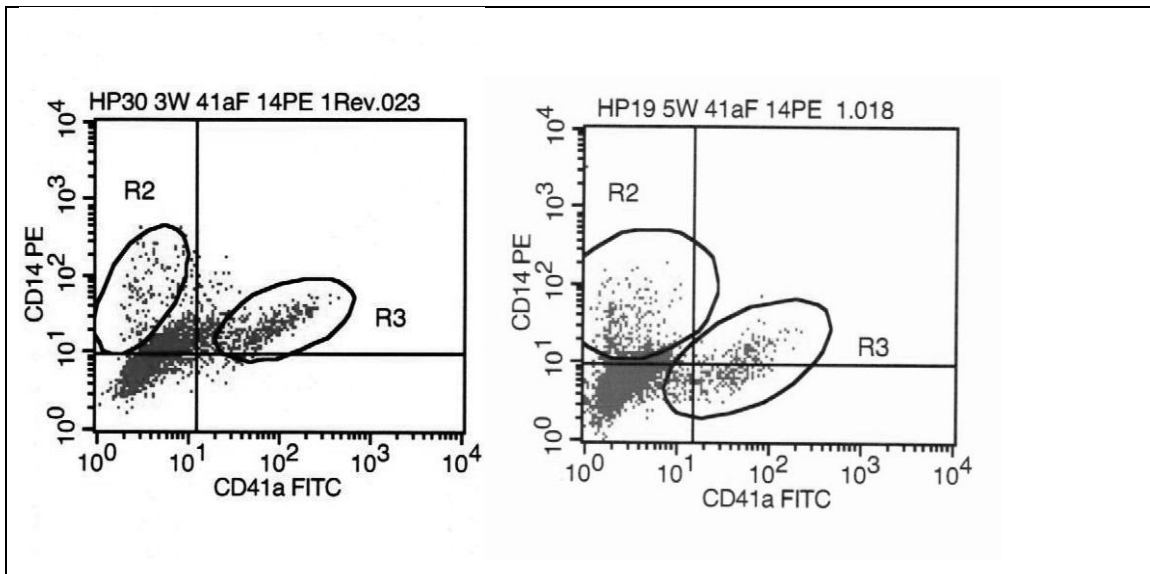 HP30 3W 41aF 14PE 1Rev.023
10^4
10^3
10^2
10^1
10^0
CD14 PE
R2
R3
10^0 10^1 10^2 10^3 10^4
CD41a FITC
HP19 5W 41aF 14PE 1.018
10^4
10^3
10^2
10^1
10^0
CD14 PE
R2
R3
10^0 10^1 10^2 10^3 10^4
CD41a FITC